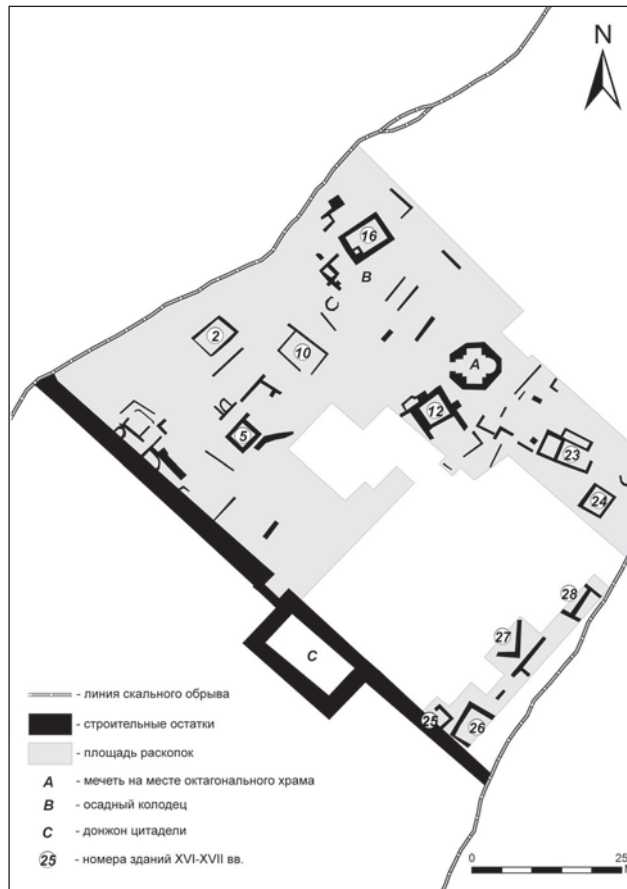 N
16
B
2
10
A
12
5
23
24
28
27
C
25
26
- линия скального обрыва
- строительные остатки
- площадь раскопок
A - мечеть на месте октагонального храма
B - осадный колодец
C - донжон цитадели
25 - номера зданий XVI-XVII вв.
0 25